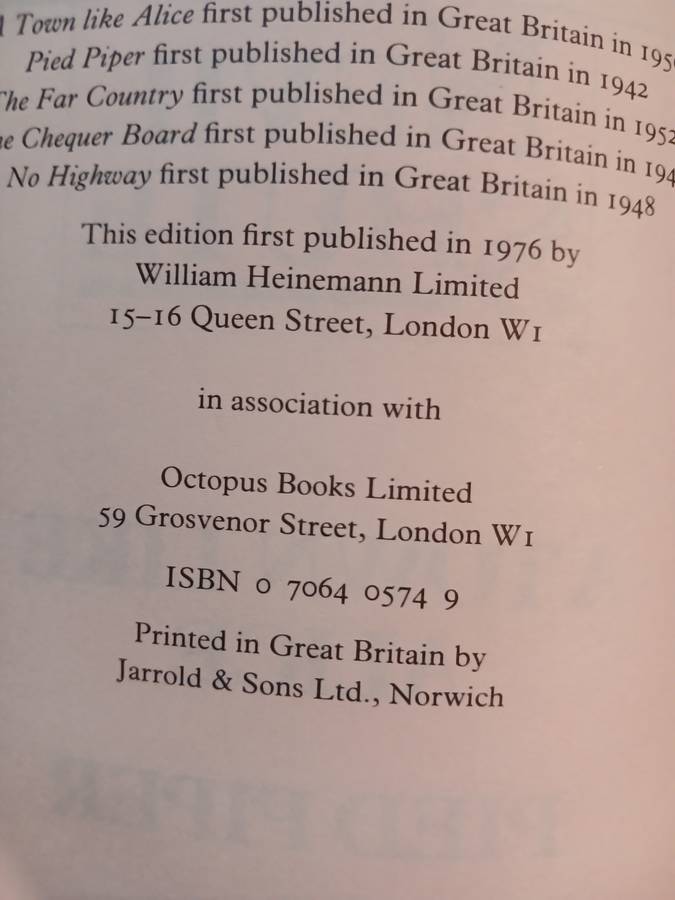 A Town like Alice first published in Great Britain in 195
Pied Piper first published in Great Britain in 1942
The Far Country first published in Great Britain in 1952
Chequer Board first published in Great Britain in 194
No Highway first published in Great Britain in 1948
This edition first published in 1976 by
William Heinemann Limited
15–16 Queen Street, London W1
in association with
Octopus Books Limited
59 Grosvenor Street, London W1
ISBN 0 7064 0574 9
Printed in Great Britain by
Jarrold & Sons Ltd., Norwich